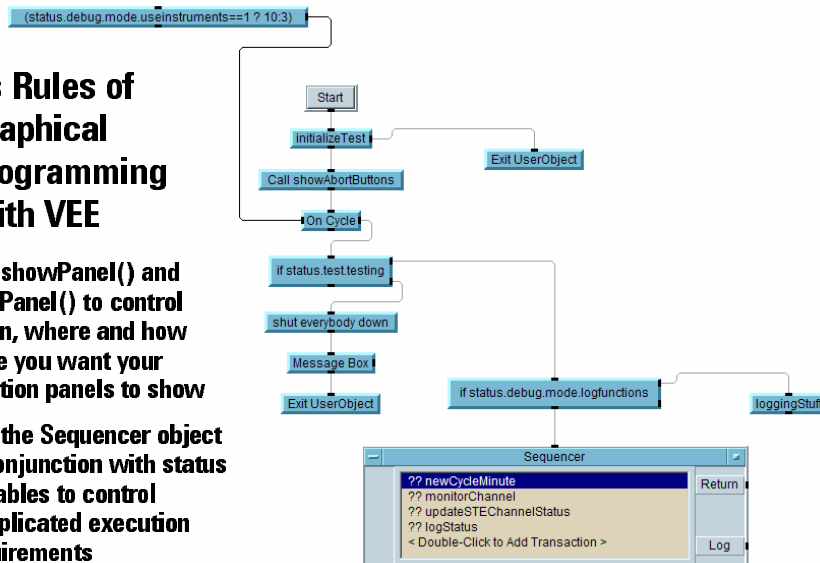 (status.debug.mode.useinstruments==1 ? 10:3)
s Rules of
aphical
ogramming
ith VEE
showPanel() and
Panel() to control
n, where and how
e you want your
tion panels to show
the Sequencer object
onjunction with status
ables to control
plicated execution
uirements
Start
initializeTest
Exit UserObject
Call showAbortButtons
On Cycle
if status.test.testing
shut everybody down
Message Box
Exit UserObject
if status.debug.mode.logfunctions
loggingStuff
Sequencer
?? newCycleMinute
?? monitorChannel
?? updateSTEChannelStatus
?? logStatus
< Double-Click to Add Transaction >
Return
Log